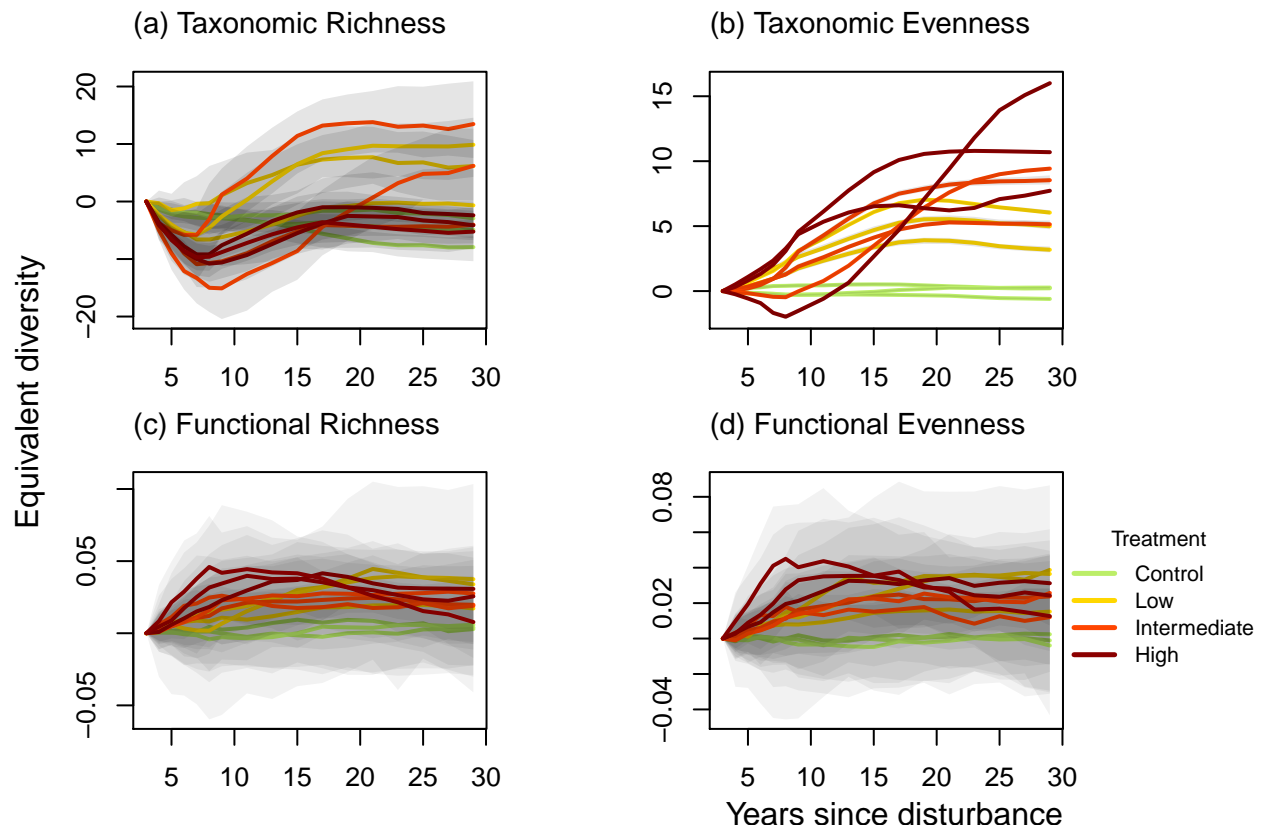 (a) Taxonomic Richness
(b) Taxonomic Evenness
20
10
0
−20
5 10 15 20 25 30
15
10
5
0
5 10 15 20 25 30
Equivalent diversity
(c) Functional Richness
(d) Functional Evenness
0.05
−0.05
5 10 15 20 25 30
0.08
0.02
−0.04
5 10 15 20 25 30
Treatment
Control
Low
Intermediate
High
Years since disturbance